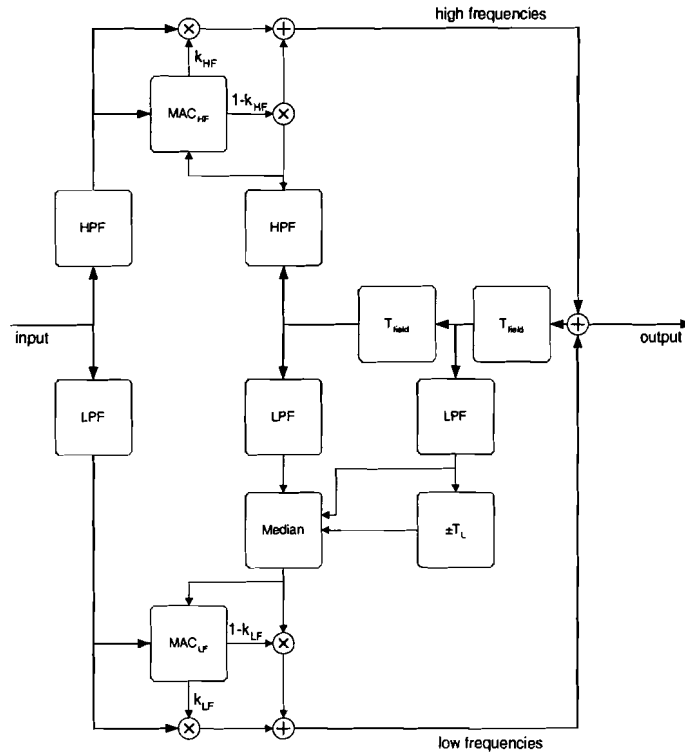 high frequencies
×
+
k_HF
MAC_HF
1-k_HF
×
HPF
HPF
T_field
T_field
+
input
output
LPF
LPF
LPF
Median
±T_L
MAC_LF
1-k_LF
×
k_LF
×
+
low frequencies